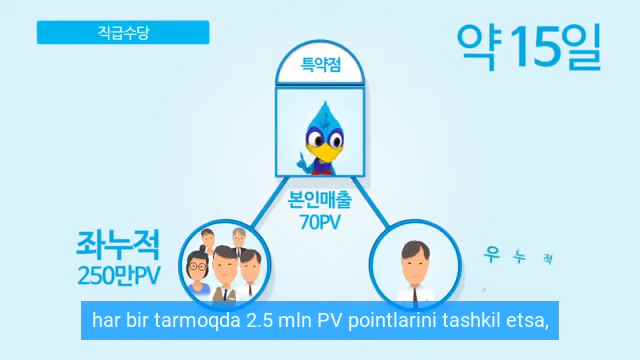 직급수당
약 15일
특약점
본인매출
70PV
좌누적
250만PV
우누적
har bir tarmoqda 2.5 mln PV pointlarini tashkil etsa,